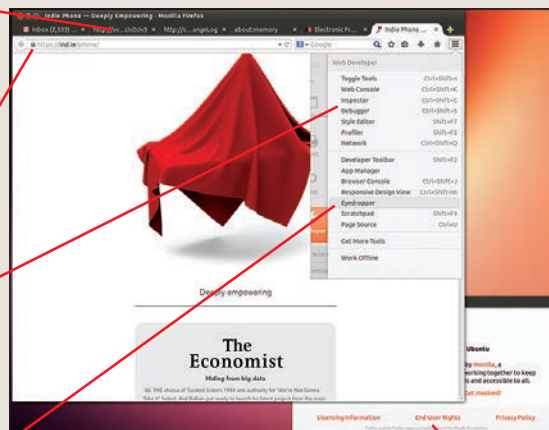 Indie Phone — Deeply Empowering - Mozilla Firefox
Inbox (2,533) ...
http://c...angeLog
about:memory
Electronic Fr...
Indie Phone ...
https://ind.ie/phone/
Google
Web Developer
Toggle Tools Ctrl+Shift+I
Web Console Ctrl+Shift+K
Inspector Ctrl+Shift+C
Debugger Ctrl+Shift+S
Style Editor Shift+F7
Profiler Shift+F5
Network Ctrl+Shift+Q
Developer Toolbar Shift+F2
App Manager
Browser Console Ctrl+Shift+J
Responsive Design View Ctrl+Shift+M
Eyedropper
Scratchpad Shift+F4
Page Source Ctrl+U
Get More Tools
Work Offline
Deeply empowering
The
Economist
Hiding from big data
Ubuntu
by Mozilla, a
working together to keep
is and accessible to all.
Get involved!
Licensing Information
End-User Rights
Privacy Policy